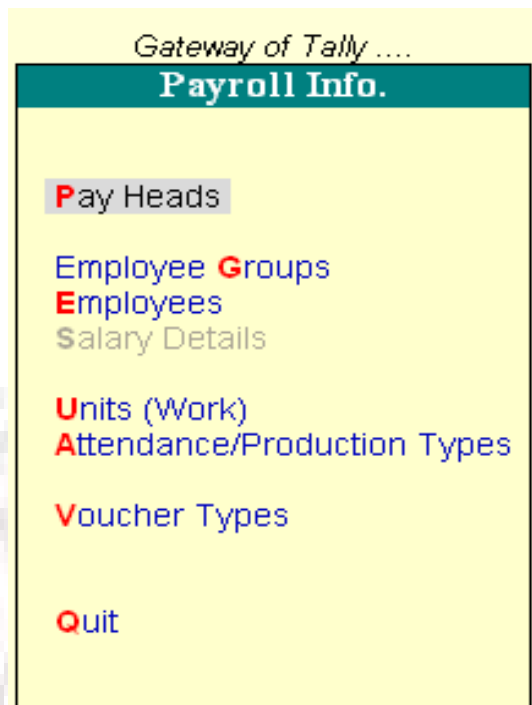 Gateway of Tally ....
Payroll Info.
Pay Heads
Employee Groups
Employees
Salary Details
Units (Work)
Attendance/Production Types
Voucher Types
Quit